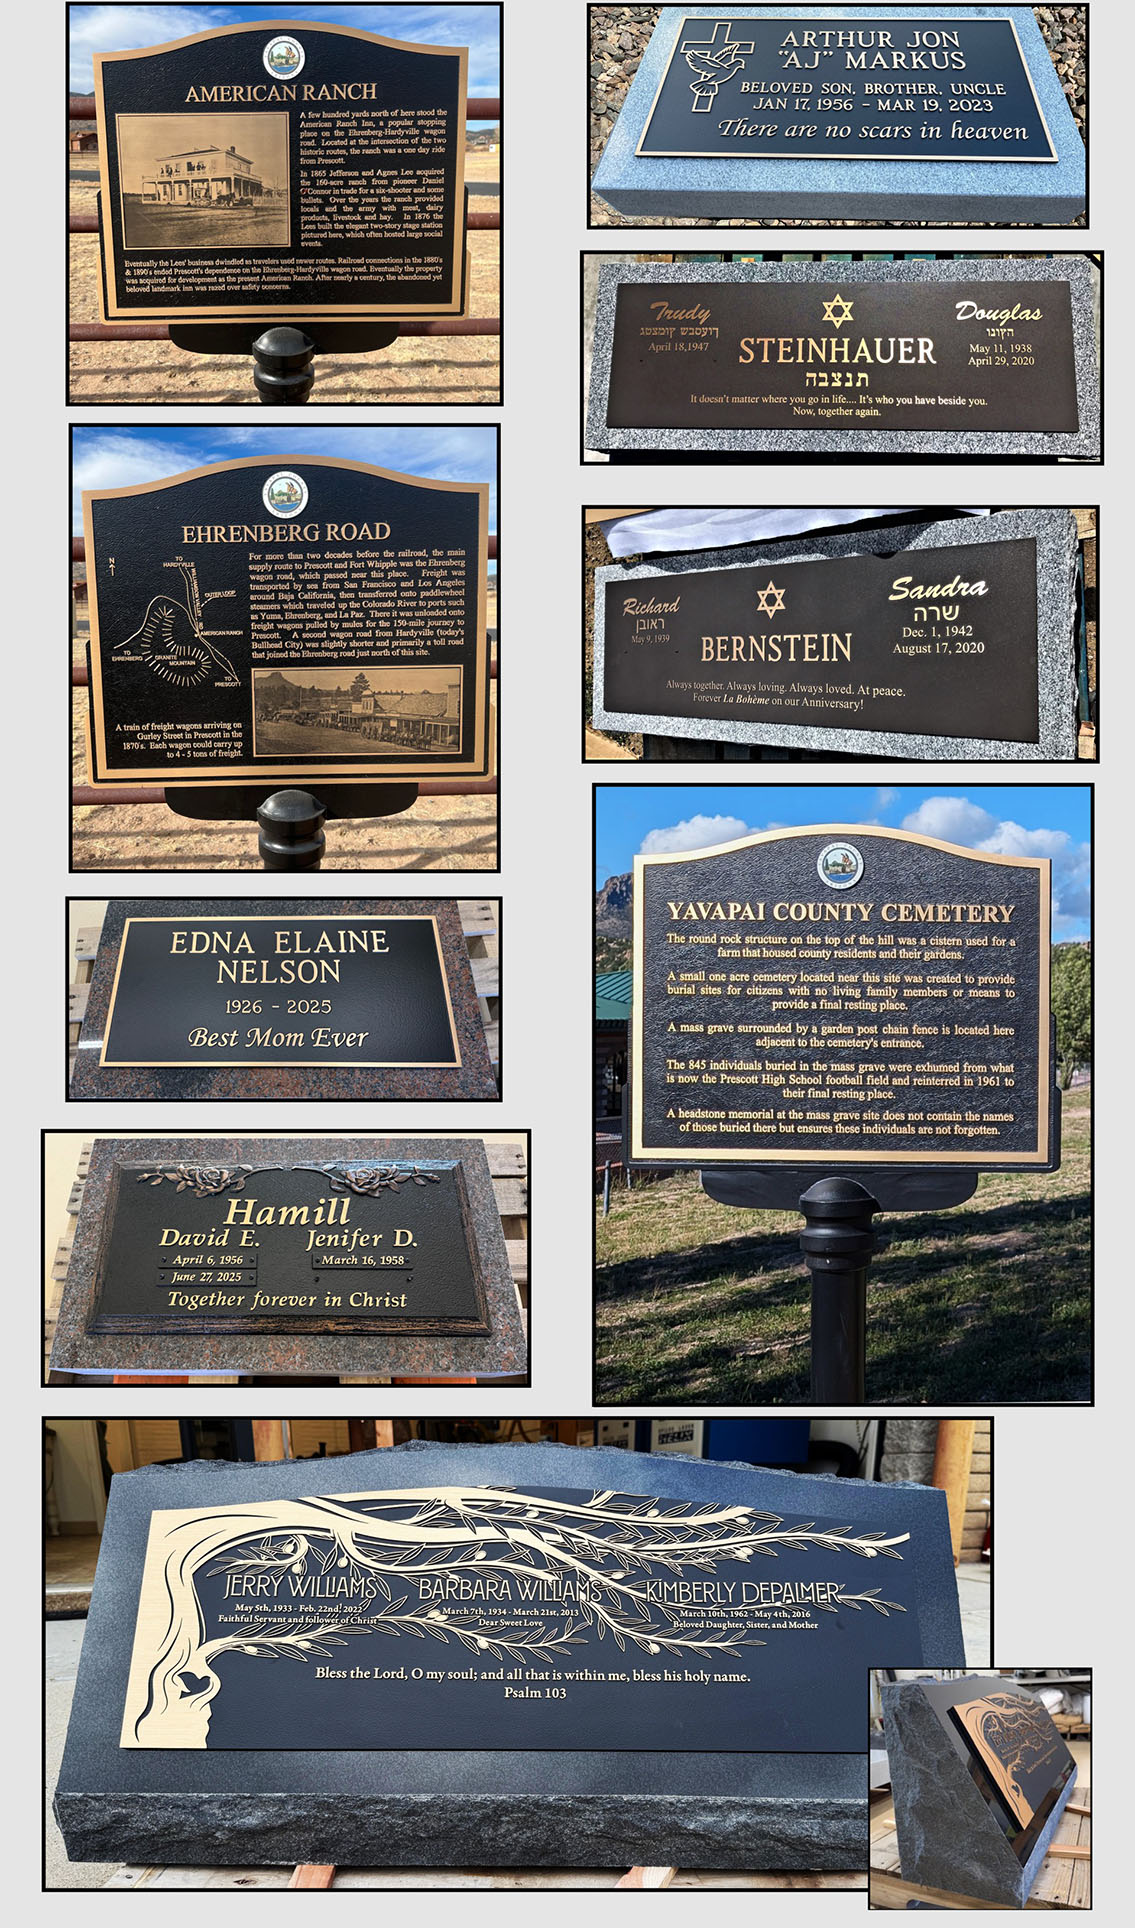 AMERICAN RANCH
A few hundred yards north of here stood the
American Ranch Inn, a popular stopping
place on the Ehrenberg-Hardyville wagon
road. Located at the intersection of the two
historic routes, the ranch was a one day ride
from Prescott.
In 1865 Jefferson and Agnes Lee acquired
the 160-acre ranch from pioneer Daniel
O'Connor in trade for a six-shooter and some
bullets. Over the years the ranch provided
locals and the army with meat, dairy
products, livestock and hay. In 1876 the
Lees built the elegant two-story stage station
pictured here, which often hosted large social
events.
Eventually the Lees' business dwindled as travelers used newer routes. Railroad connections in the 1880's
& 1890's ended Prescott's dependence on the Ehrenberg-Hardyville wagon road. Eventually the property
was acquired for development as the present American Ranch. After nearly a century, the abandoned yet
beloved landmark inn was razed over safety concerns.
ARTHUR JON
"AJ" MARKUS
BELOVED SON, BROTHER, UNCLE
JAN 17, 1956 - MAR 19, 2023
There are no scars in heaven
Trudy
April 18,1947
Douglas
May 11, 1938
April 29, 2020
STEINHAUER
תנצבה
It doesn't matter where you go in life.... It's who you have beside you.
Now, together again.
EHRENBERG ROAD
N
TO
HARDYVILLE
WILLIAMSON VALLEY RD
OUTER LOOP
AMERICAN RANCH
TO
EHRENBERG
GRANITE
MOUNTAIN
TO
PRESCOTT
For more than two decades before the railroad, the main
supply route to Prescott and Fort Whipple was the Ehrenberg
wagon road, which passed near this place. Freight was
transported by sea from San Francisco and Los Angeles
around Baja California, then transferred onto paddlewheel
steamers which traveled up the Colorado River to ports such
as Yuma, Ehrenberg, and La Paz. There it was unloaded onto
freight wagons pulled by mules for the 150-mile journey to
Prescott. A second wagon road from Hardyville (today's
Bullhead City) was slightly shorter and primarily a toll road
that joined the Ehrenberg road just north of this site.
A train of freight wagons arriving on
Gurley Street in Prescott in the
1870's. Each wagon could carry up
to 4 - 5 tons of freight.
Richard
ראובן
May 9, 1939
Sandra
שרה
Dec. 1, 1942
August 17, 2020
BERNSTEIN
Always together. Always loving. Always loved. At peace.
Forever La Bohème on our Anniversary!
YAVAPAI COUNTY CEMETERY
The round rock structure on the top of the hill was a cistern used for a
farm that housed county residents and their gardens.
A small one acre cemetery located near this site was created to provide
burial sites for citizens with no living family members or means to
provide a final resting place.
A mass grave surrounded by a garden post chain fence is located here
adjacent to the cemetery's entrance.
The 845 individuals buried in the mass grave were exhumed from what
is now the Prescott High School football field and reinterred in 1961 to
their final resting place.
A headstone memorial at the mass grave site does not contain the names
of those buried there but ensures these individuals are not forgotten.
EDNA ELAINE
NELSON
1926 - 2025
Best Mom Ever
Hamill
David E. Jenifer D.
April 6, 1956 March 16, 1958
June 27, 2025
Together forever in Christ
JERRY WILLIAMS
May 5th, 1933 - Feb. 22nd, 2022
Faithful Servant and follower of Christ
BARBARA WILLIAMS
March 7th, 1934 - March 21st, 2013
Dear Sweet Love
KIMBERLY DEPALMER
March 10th, 1962 - May 4th, 2016
Beloved Daughter, Sister, and Mother
Bless the Lord, O my soul; and all that is within me, bless his holy name.
Psalm 103